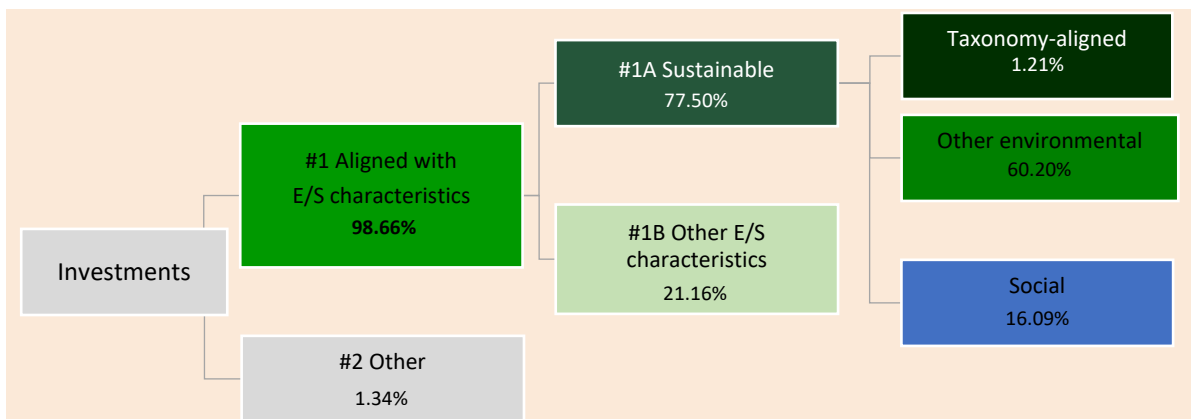 Investments
#1 Aligned with
E/S characteristics
98.66%
#2 Other
1.34%
#1A Sustainable
77.50%
#1B Other E/S
characteristics
21.16%
Taxonomy-aligned
1.21%
Other environmental
60.20%
Social
16.09%